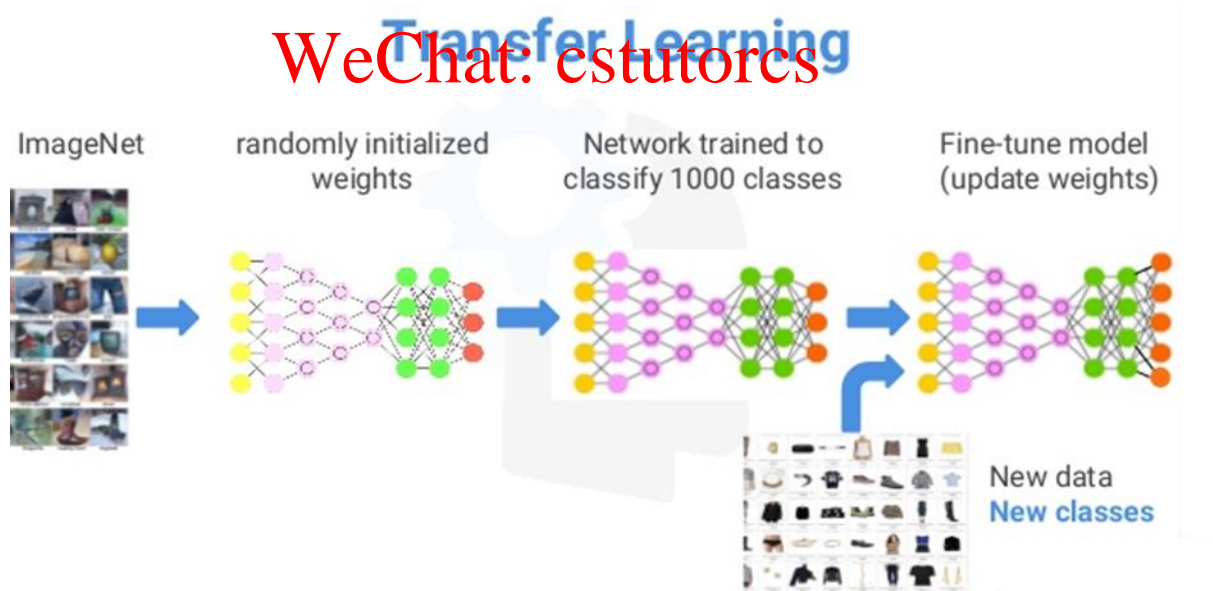 Transfer Learning
WeChat: cstutorcs
ImageNet
randomly initialized
weights
Network trained to
classify 1000 classes
Fine-tune model
(update weights)
New data
New classes